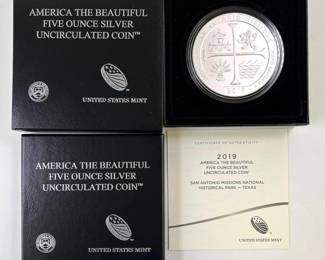 AMERICA THE BEAUTIFUL
FIVE OUNCE SILVER
UNCIRCULATED COIN™
UNITED STATES MINT
2019
AMERICA THE BEAUTIFUL
FIVE OUNCE SILVER
UNCIRCULATED COIN™
UNITED STATES MINT
CERTIFICATE OF AUTHENTICITY
2019
AMERICA THE BEAUTIFUL
FIVE OUNCE SILVER
UNCIRCULATED COIN™
SAN ANTONIO MISSIONS NATIONAL
HISTORICAL PARK — TEXAS
UNITED STATES MINT